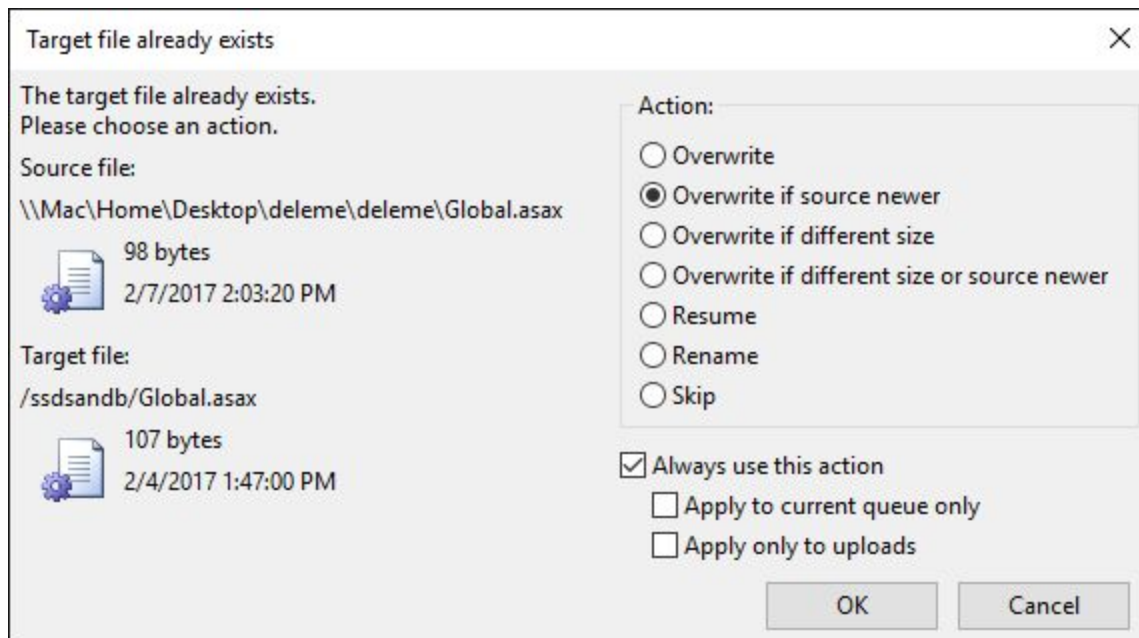 Target file already exists
The target file already exists.
Please choose an action.
Source file:
\\Mac\Home\Desktop\deleme\deleme\Global.asax
98 bytes
2/7/2017 2:03:20 PM
Target file:
/ssdsandb/Global.asax
107 bytes
2/4/2017 1:47:00 PM
Action:
Overwrite
Overwrite if source newer
Overwrite if different size
Overwrite if different size or source newer
Resume
Rename
Skip
Always use this action
Apply to current queue only
Apply only to uploads
OK
Cancel